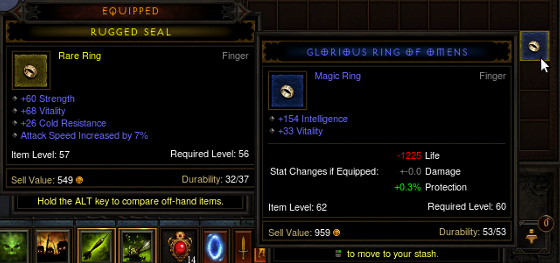 EQUIPPED
RUGGED SEAL
Rare Ring
Finger
+60 Strength
+68 Vitality
+26 Cold Resistance
Attack Speed Increased by 7%
Item Level: 57
Required Level: 56
Sell Value: 549
Durability: 32/37
Hold the ALT key to compare off-hand items.
GLORIOUS RING OF OMENS
Magic Ring
Finger
+154 Intelligence
+33 Vitality
-1225 Life
Stat Changes if Equipped: +-0.0 Damage
+0.3% Protection
Item Level: 62
Required Level: 60
Sell Value: 959
Durability: 53/53
to move to your stash.
14
0